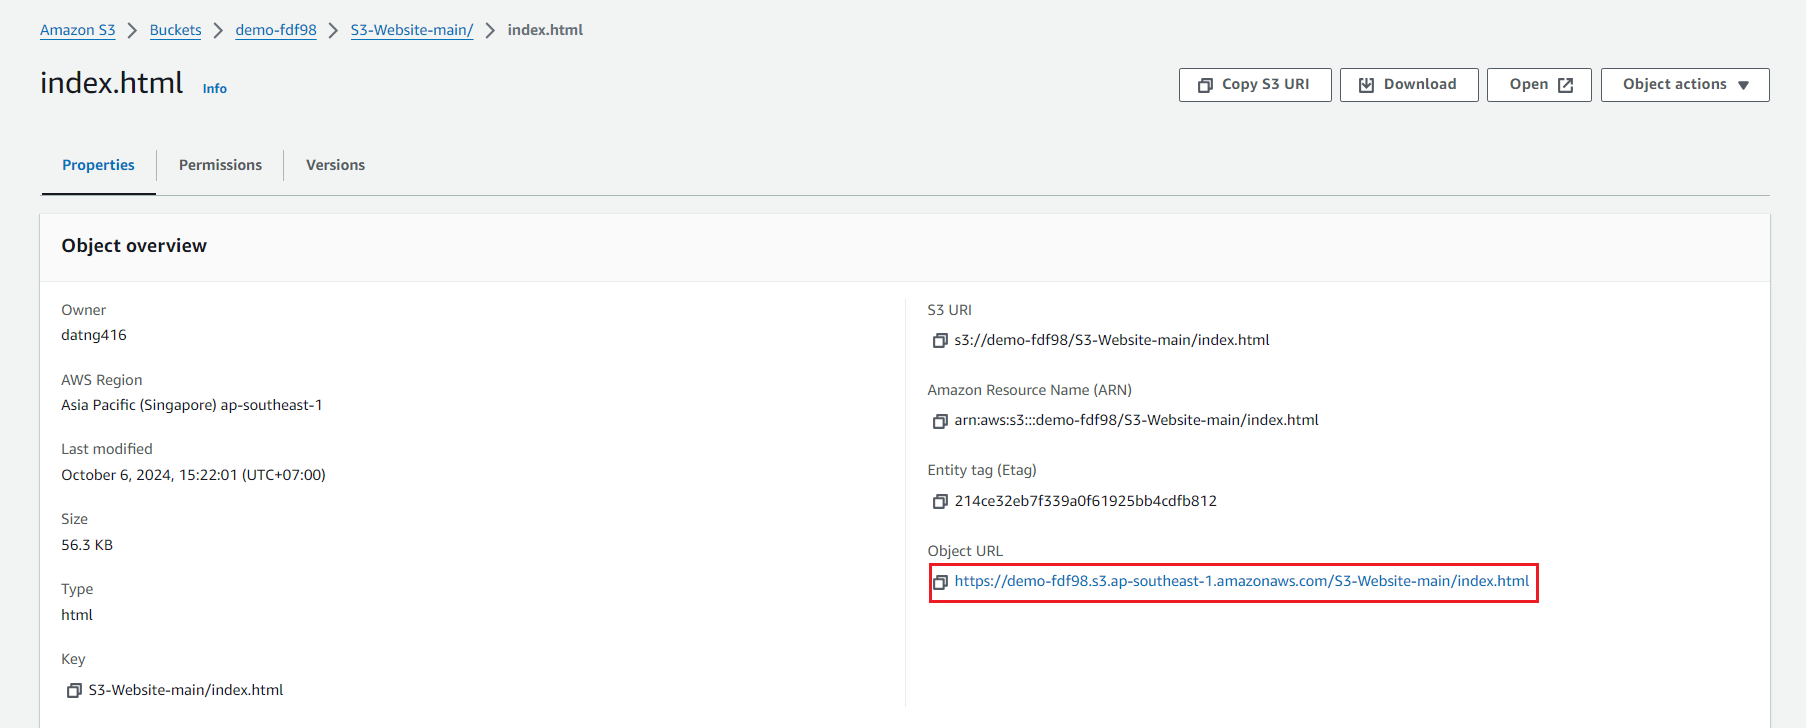 Amazon S3 > Buckets > demo-fdf98 > S3-Website-main/ > index.html
index.html Info
Copy S3 URI Download Open Object actions
Properties Permissions Versions
Object overview
Owner
datng416
AWS Region
Asia Pacific (Singapore) ap-southeast-1
Last modified
October 6, 2024, 15:22:01 (UTC+07:00)
Size
56.3 KB
Type
html
Key
S3-Website-main/index.html
S3 URI
s3://demo-fdf98/S3-Website-main/index.html
Amazon Resource Name (ARN)
arn:aws:s3:::demo-fdf98/S3-Website-main/index.html
Entity tag (Etag)
214ce32eb7f339a0f61925bb4cdfb812
Object URL
https://demo-fdf98.s3.ap-southeast-1.amazonaws.com/S3-Website-main/index.html